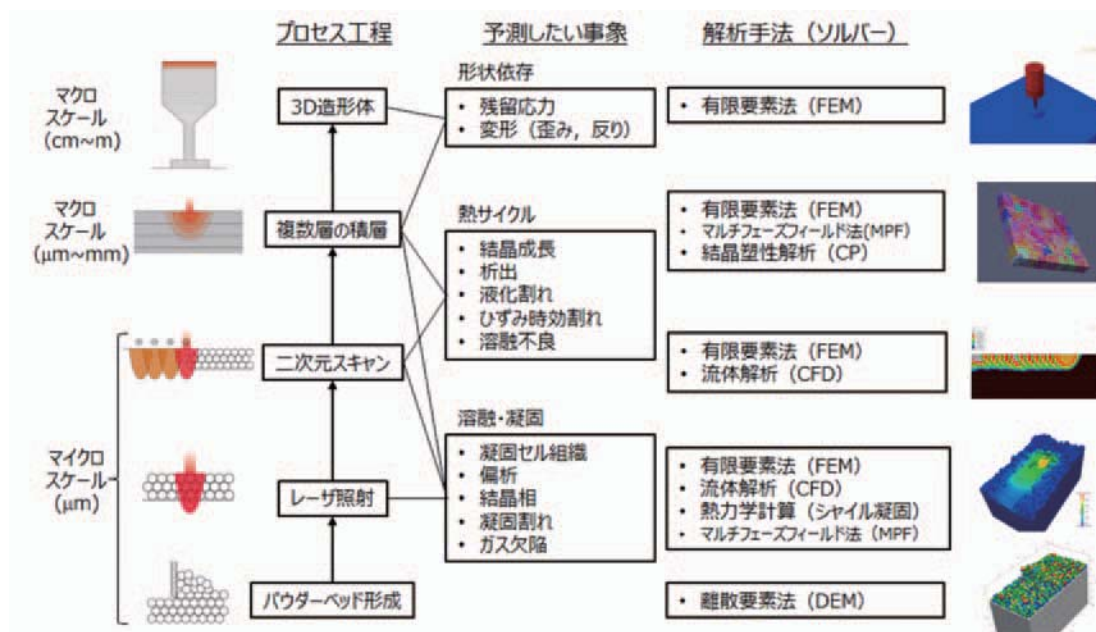 プロセス工程
予測したい事象
解析手法（ソルバー）
マクロ
スケール
(cm~m)
3D造形体
形状依存
• 残留応力
• 変形（歪み，反り）
• 有限要素法（FEM）
マクロ
スケール
(μm~mm)
複数層の積層
熱サイクル
• 結晶成長
• 析出
• 液化割れ
• ひずみ時効割れ
• 溶融不良
• 有限要素法（FEM）
• マルチフェーズフィールド法(MPF)
• 結晶塑性解析（CP）
二次元スキャン
• 有限要素法（FEM）
• 流体解析（CFD）
マイクロ
スケール
(μm)
レーザ照射
溶融・凝固
• 凝固セル組織
• 偏析
• 結晶相
• 凝固割れ
• ガス欠陥
• 有限要素法（FEM）
• 流体解析（CFD）
• 熱力学計算（シャイル凝固）
• マルチフェーズフィールド法（MPF）
パウダーベッド形成
• 離散要素法（DEM）